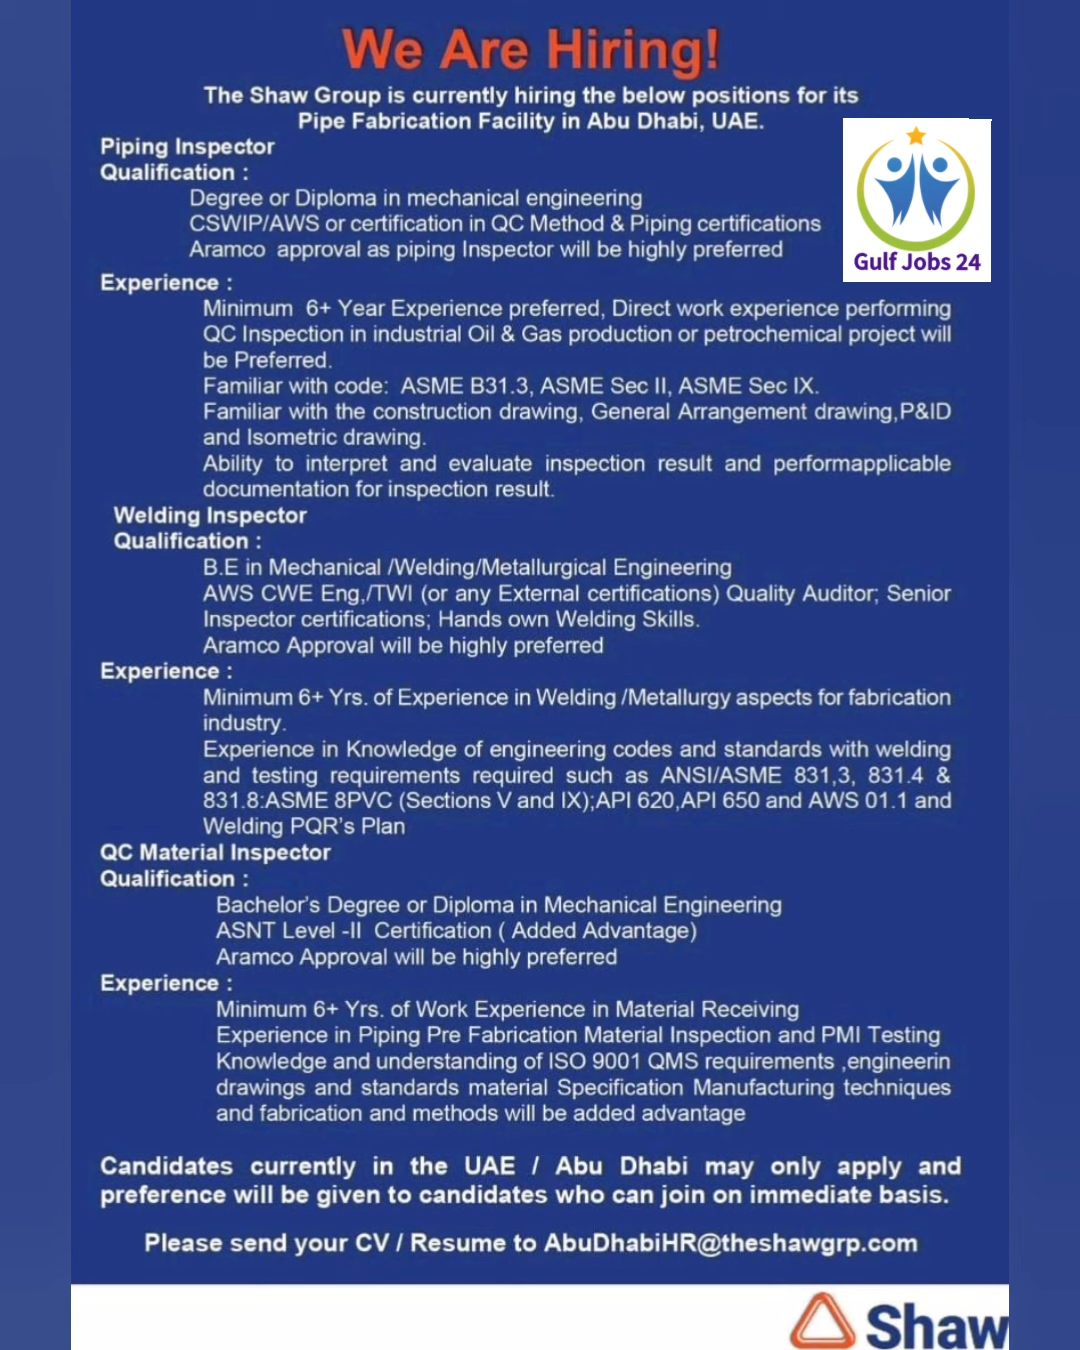 We Are Hiring!
The Shaw Group is currently hiring the below positions for its
Pipe Fabrication Facility in Abu Dhabi, UAE.
Gulf Jobs 24
Piping Inspector
Qualification :
Degree or Diploma in mechanical engineering
CSWIP/AWS or certification in QC Method & Piping certifications
Aramco approval as piping Inspector will be highly preferred
Experience :
Minimum 6+ Year Experience preferred, Direct work experience performing
QC Inspection in industrial Oil & Gas production or petrochemical project will
be Preferred.
Familiar with code: ASME B31.3, ASME Sec II, ASME Sec IX.
Familiar with the construction drawing, General Arrangement drawing,P&ID
and Isometric drawing.
Ability to interpret and evaluate inspection result and performapplicable
documentation for inspection result.
Welding Inspector
Qualification :
B.E in Mechanical /Welding/Metallurgical Engineering
AWS CWE Eng,/TWI (or any External certifications) Quality Auditor; Senior
Inspector certifications; Hands own Welding Skills.
Aramco Approval will be highly preferred
Experience :
Minimum 6+ Yrs. of Experience in Welding /Metallurgy aspects for fabrication
industry.
Experience in Knowledge of engineering codes and standards with welding
and testing requirements required such as ANSI/ASME 831,3, 831.4 &
831.8:ASME 8PVC (Sections V and IX);API 620,API 650 and AWS 01.1 and
Welding PQR's Plan
QC Material Inspector
Qualification :
Bachelor's Degree or Diploma in Mechanical Engineering
ASNT Level -II Certification ( Added Advantage)
Aramco Approval will be highly preferred
Experience :
Minimum 6+ Yrs. of Work Experience in Material Receiving
Experience in Piping Pre Fabrication Material Inspection and PMI Testing
Knowledge and understanding of ISO 9001 QMS requirements ,engineerin
drawings and standards material Specification Manufacturing techniques
and fabrication and methods will be added advantage
Candidates currently in the UAE / Abu Dhabi may only apply and
preference will be given to candidates who can join on immediate basis.
Please send your CV / Resume to AbuDhabiHR@theshawgrp.com
Shaw